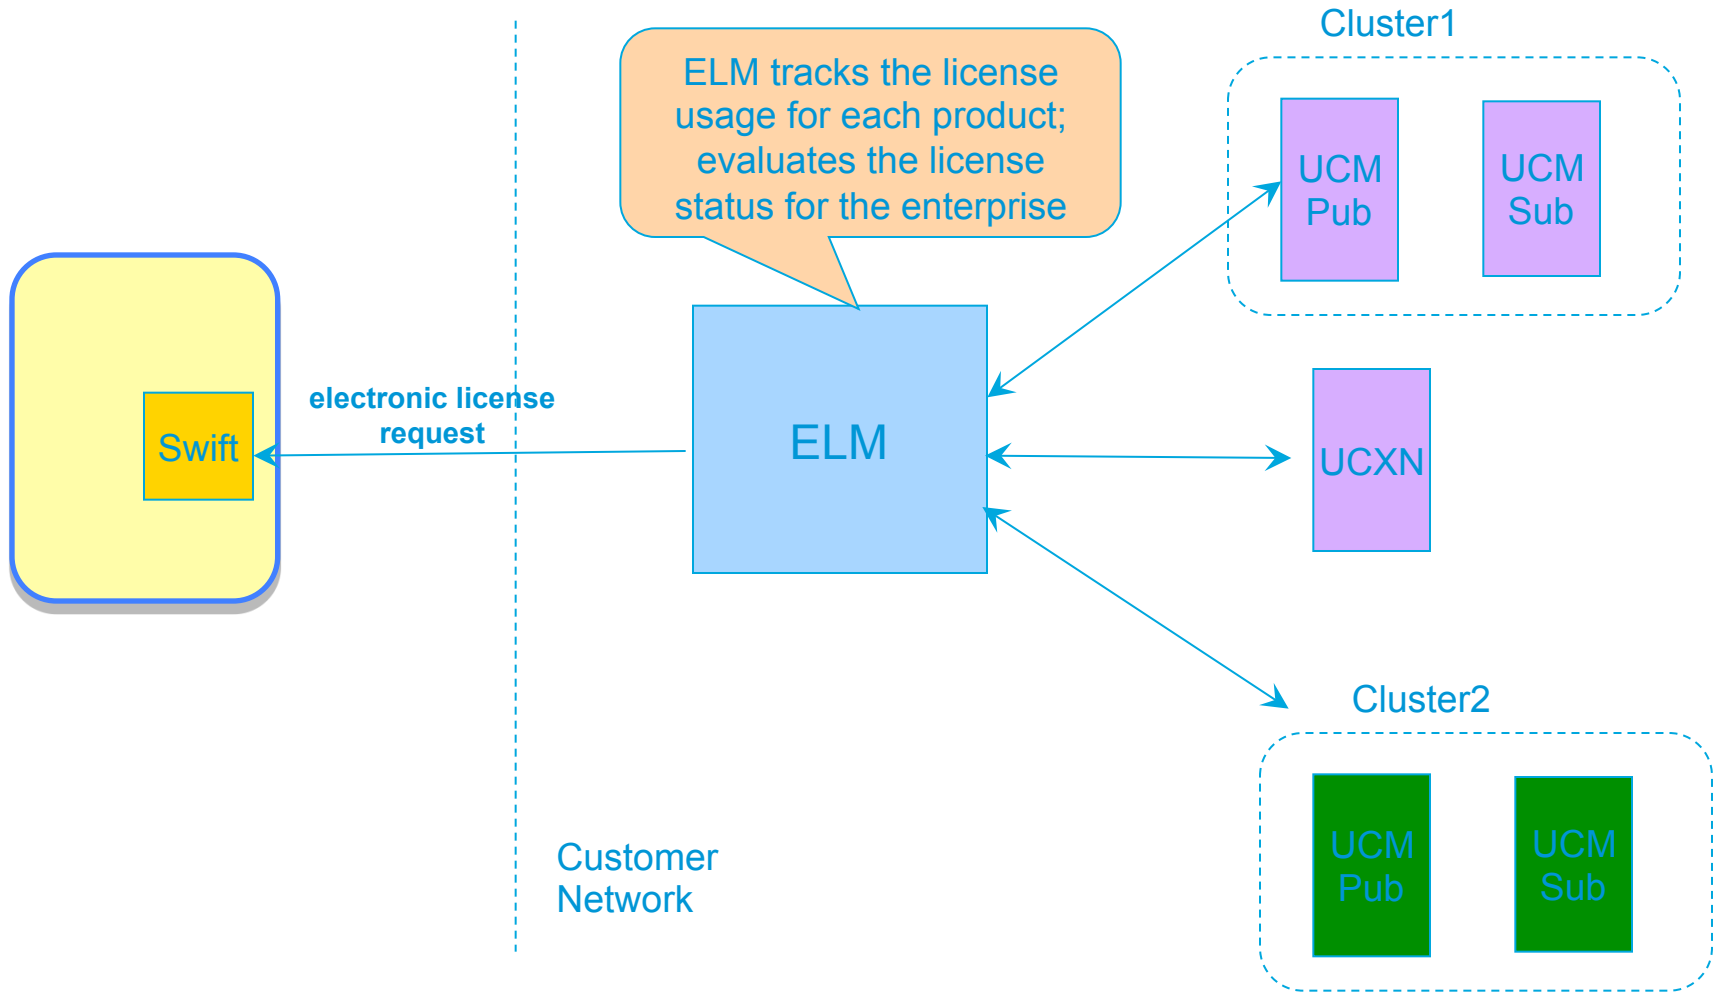 Cluster1
ELM tracks the license
usage for each product;
evaluates the license
status for the enterprise
UCM
Pub
UCM
Sub
electronic license
request
Swift
ELM
UCXN
Cluster2
Customer
Network
UCM
Pub
UCM
Sub